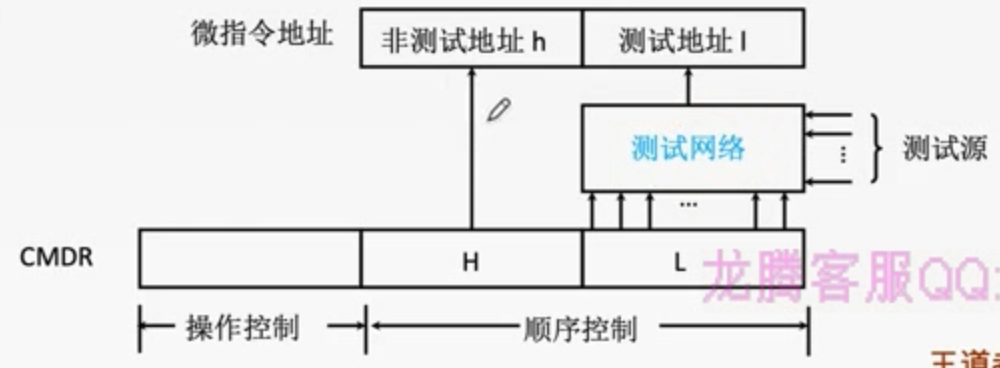 微指令地址 非测试地址 h 测试地址 l
测试网络 ... 测试源
...
CMDR H L
龙腾客服QQ:
操作控制 顺序控制
王道